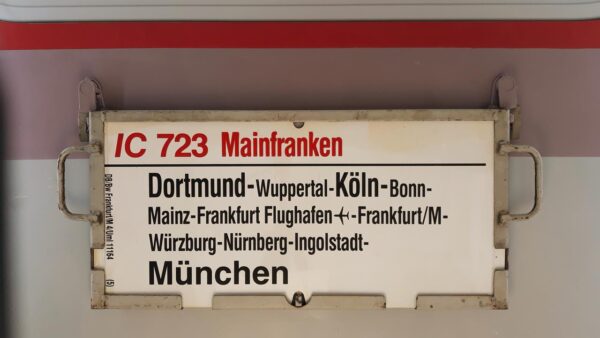 IC 723 Mainfranken
Dortmund-Wuppertal-Köln-Bonn-
Mainz-Frankfurt Flughafen ✈-Frankfurt/M-
Würzburg-Nürnberg-Ingolstadt-
München